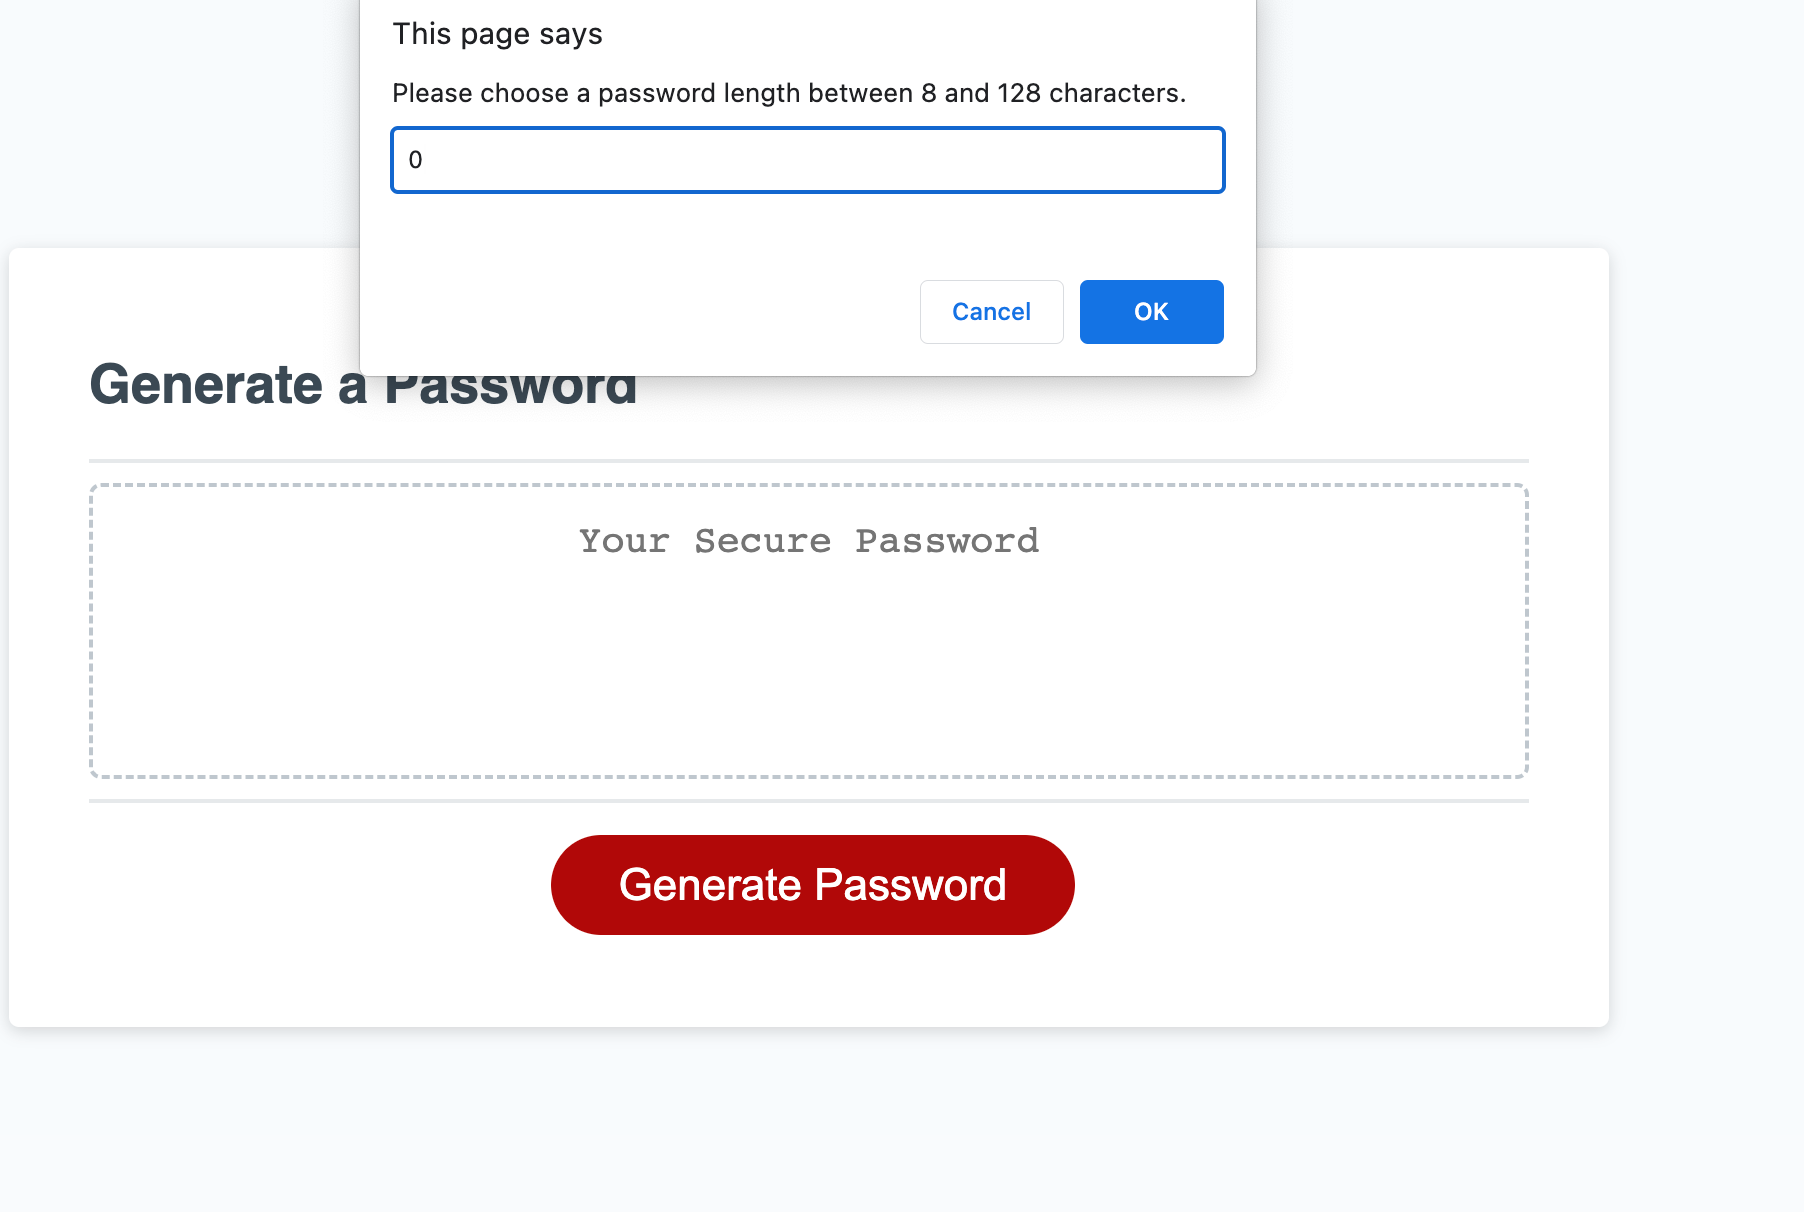 This page says
Please choose a password length between 8 and 128 characters.
0
Cancel
OK
Generate a Password
Your Secure Password
Generate Password